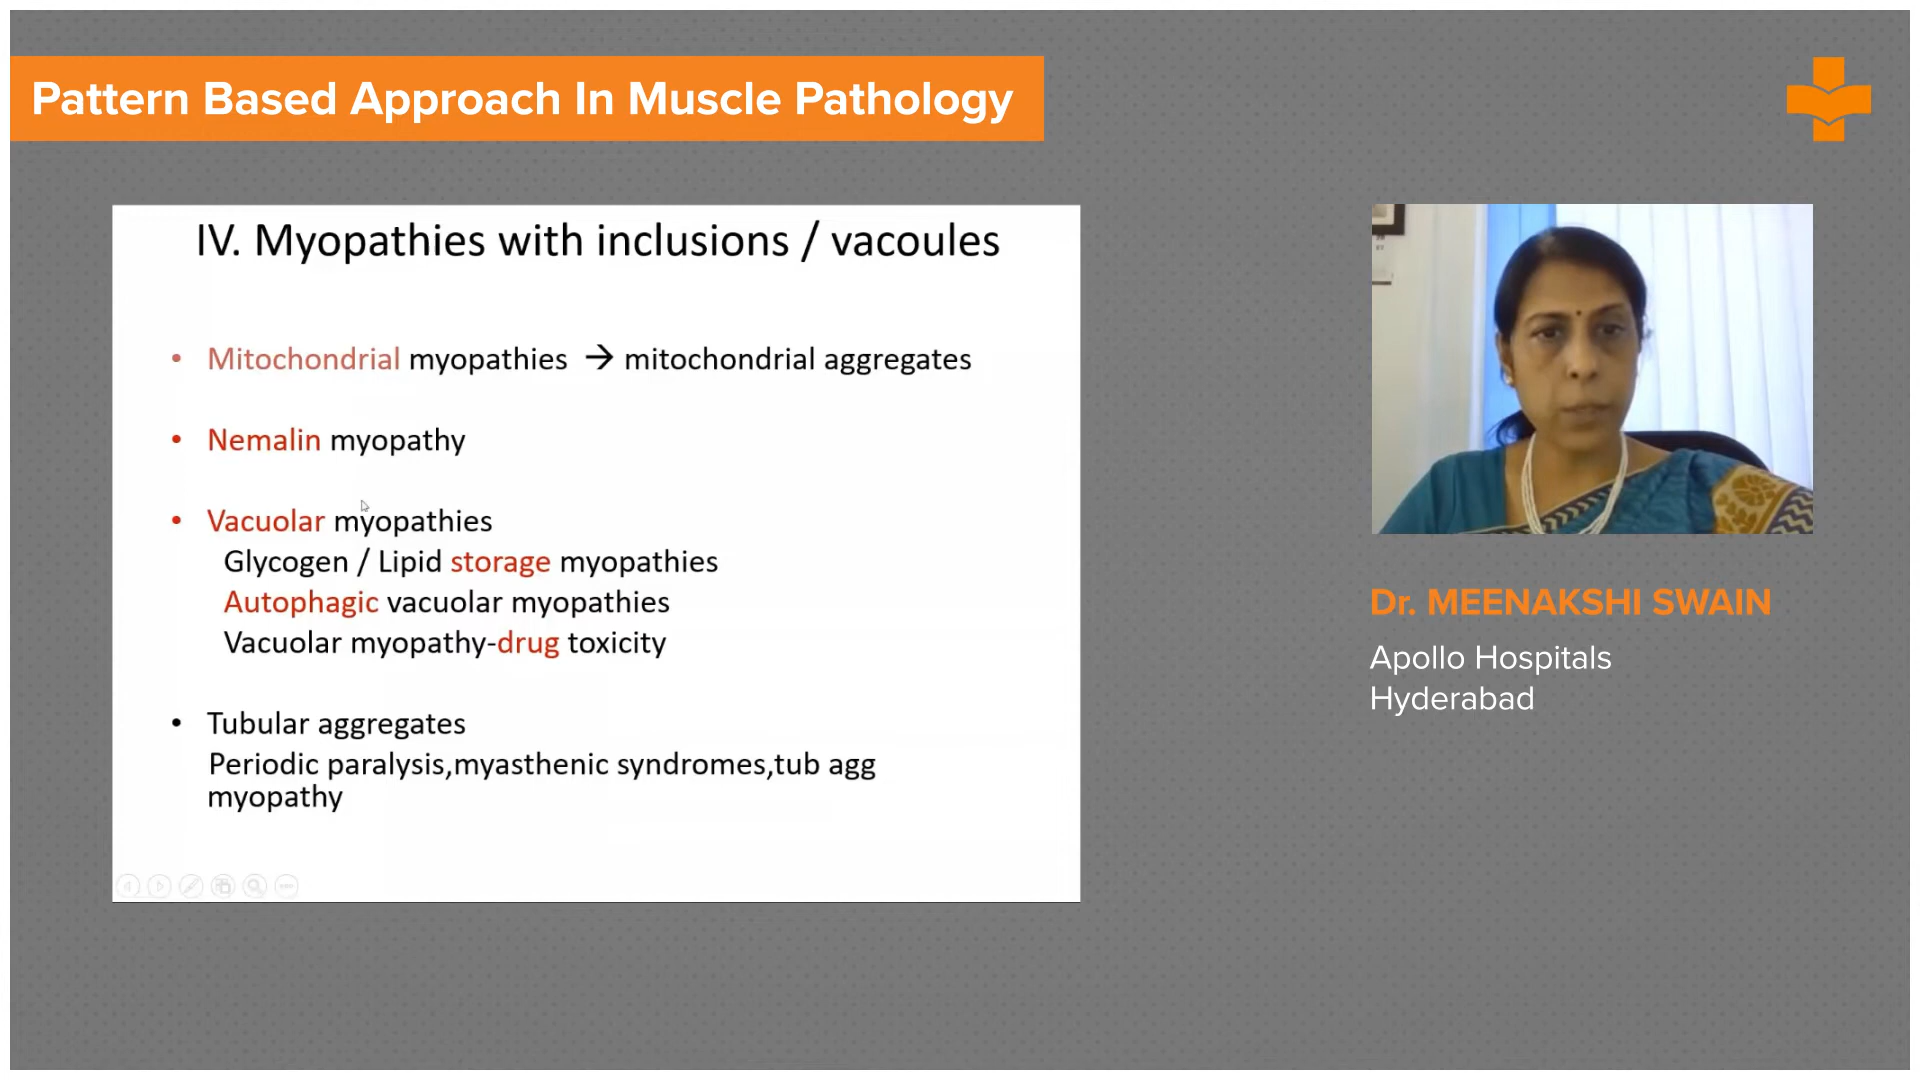 Pattern Based Approach In Muscle Pathology
IV. Myopathies with inclusions / vacoules
• Mitochondrial myopathies → mitochondrial aggregates
• Nemalin myopathy
• Vacuolar myopathies
Glycogen / Lipid storage myopathies
Autophagic vacuolar myopathies
Vacuolar myopathy-drug toxicity
• Tubular aggregates
Periodic paralysis,myasthenic syndromes,tub agg
myopathy
Dr. MEENAKSHI SWAIN
Apollo Hospitals
Hyderabad